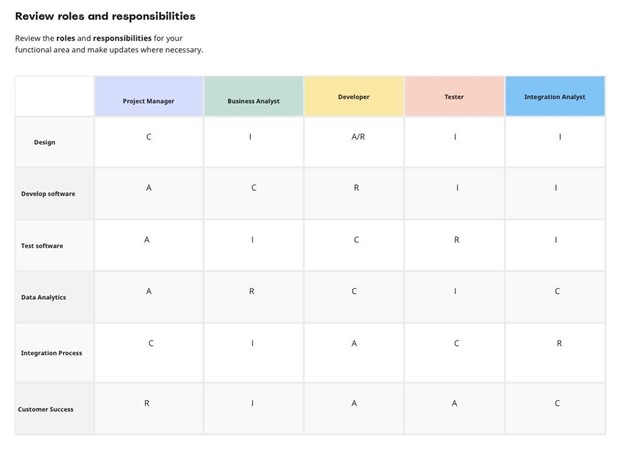 Review roles and responsibilities
Review the roles and responsibilities for your
functional area and make updates where necessary.
Project Manager Business Analyst Developer Tester Integration Analyst
Design C I A/R I I
Develop software A C R I I
Test software A I C R I
Data Analytics A R C I C
Integration Process C I A C R
Customer Success R I A A C